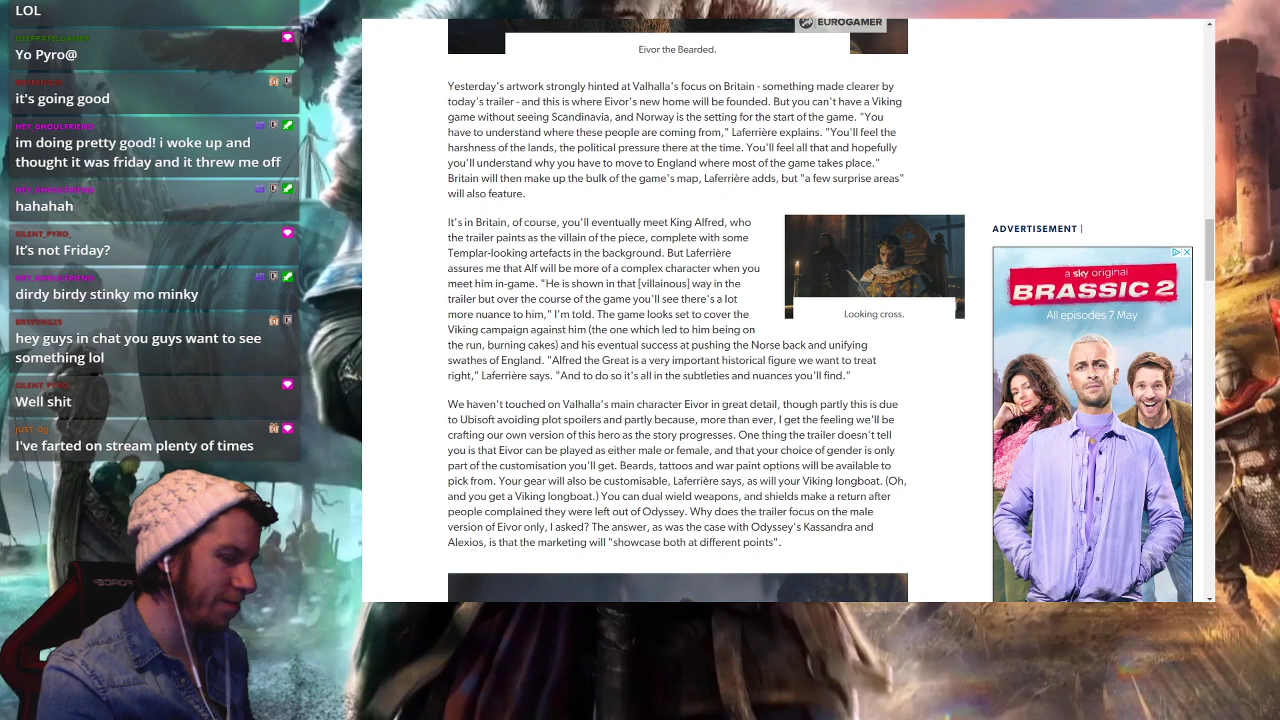 LOL
DEEPPATELGAMER
Yo Pyro@
it's going good
HEY_GHOULFRIEND
im doing pretty good! i woke up and
thought it was friday and it threw me off
HEY_GHOULFRIEND
hahahah
SILENT_PYRO_
It's not Friday?
HEY_GHOULFRIEND
dirdy birdy stinky mo minky
hey guys in chat you guys want to see
something lol
SILENT_PYRO_
Well shit
JUST_OJJ
I've farted on stream plenty of times
EUROGAMER
Eivor the Bearded.
Yesterday's artwork strongly hinted at Valhalla's focus on Britain - something made clearer by
today's trailer - and this is where Eivor's new home will be founded. But you can't have a Viking
game without seeing Scandinavia, and Norway is the setting for the start of the game. "You
have to understand where these people are coming from," Laferrière explains. "You'll feel the
harshness of the lands, the political pressure there at the time. You'll feel all that and hopefully
you'll understand why you have to move to England where most of the game takes place."
Britain will then make up the bulk of the game's map, Laferrière adds, but "a few surprise areas"
will also feature.
It's in Britain, of course, you'll eventually meet King Alfred, who
the trailer paints as the villain of the piece, complete with some
Templar-looking artefacts in the background. But Laferrière
assures me that Alf will be more of a complex character when you
meet him in-game. "He is shown in that [villainous] way in the
trailer but over the course of the game you'll see there's a lot
more nuance to him," I'm told. The game looks set to cover the
Viking campaign against him (the one which led to him being on
the run, burning cakes) and his eventual success at pushing the Norse back and unifying
swathes of England. "Alfred the Great is a very important historical figure we want to treat
right," Laferrière says. "And to do so it's all in the subtleties and nuances you'll find."
Looking cross.
We haven't touched on Valhalla's main character Eivor in great detail, though partly this is due
to Ubisoft avoiding plot spoilers and partly because, more than ever, I get the feeling we'll be
crafting our own version of this hero as the story progresses. One thing the trailer doesn't tell
you is that Eivor can be played as either male or female, and that your choice of gender is only
part of the customisation you'll get. Beards, tattoos and war paint options will be available to
pick from. Your gear will also be customisable, Laferrière says, as will your Viking longboat. (Oh,
and you get a Viking longboat.) You can dual wield weapons, and shields make a return after
people complained they were left out of Odyssey. Why does the trailer focus on the male
version of Eivor only, I asked? The answer, as was the case with Odyssey's Kassandra and
Alexios, is that the marketing will "showcase both at different points".
ADVERTISEMENT |
a sky original
BRASSIC 2
All episodes 7 May